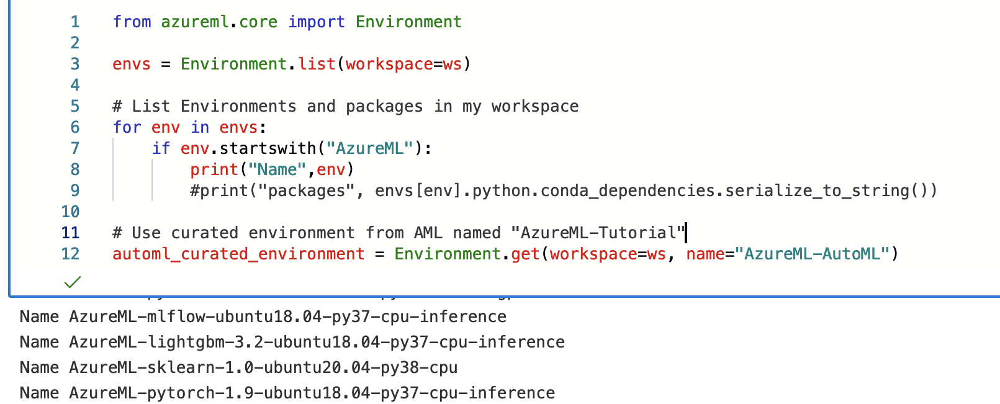 1 from azureml.core import Environment
2
3 envs = Environment.list(workspace=ws)
4
5 # List Environments and packages in my workspace
6 for env in envs:
7     if env.startswith("AzureML"):
8         print("Name",env)
9         #print("packages", envs[env].python.conda_dependencies.serialize_to_string())
10
11 # Use curated environment from AML named "AzureML-Tutorial"
12 automl_curated_environment = Environment.get(workspace=ws, name="AzureML-AutoML")
Name AzureML-mlflow-ubuntu18.04-py37-cpu-inference
Name AzureML-lightgbm-3.2-ubuntu18.04-py37-cpu-inference
Name AzureML-sklearn-1.0-ubuntu20.04-py38-cpu
Name AzureML-pytorch-1.9-ubuntu18.04-py37-cpu-inference